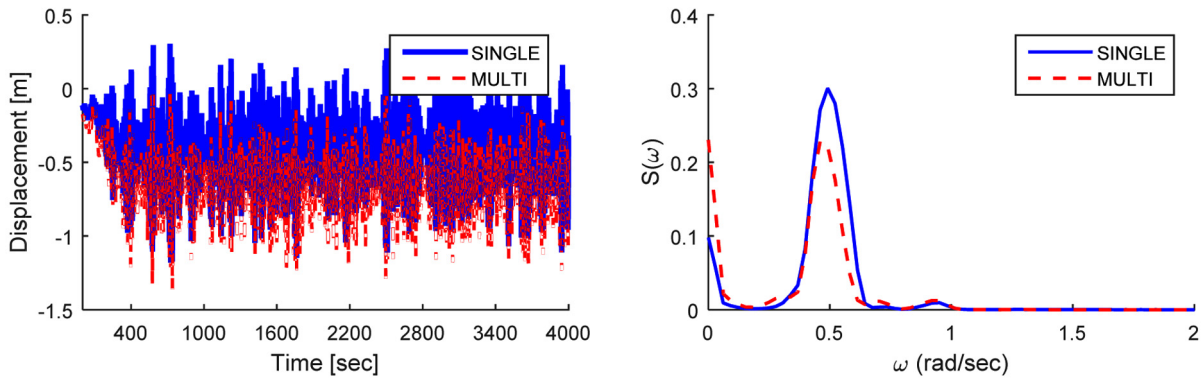 0.5
0
-0.5
-1
-1.5
Displacement [m]
SINGLE
MULTI
400 1000 1600 2200 2800 3400 4000
Time [sec]
0.4
0.3
0.2
0.1
0
S(ω)
SINGLE
MULTI
0 0.5 1 1.5 2
ω (rad/sec)